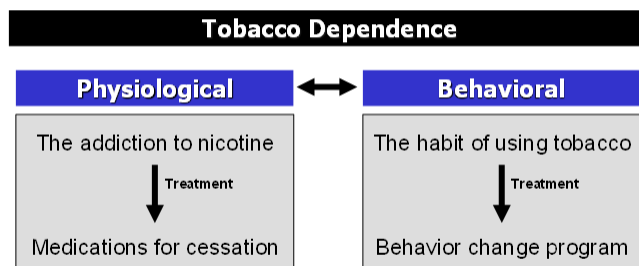 Tobacco Dependence
Physiological
Behavioral
The addiction to nicotine
Treatment
Medications for cessation
The habit of using tobacco
Treatment
Behavior change program